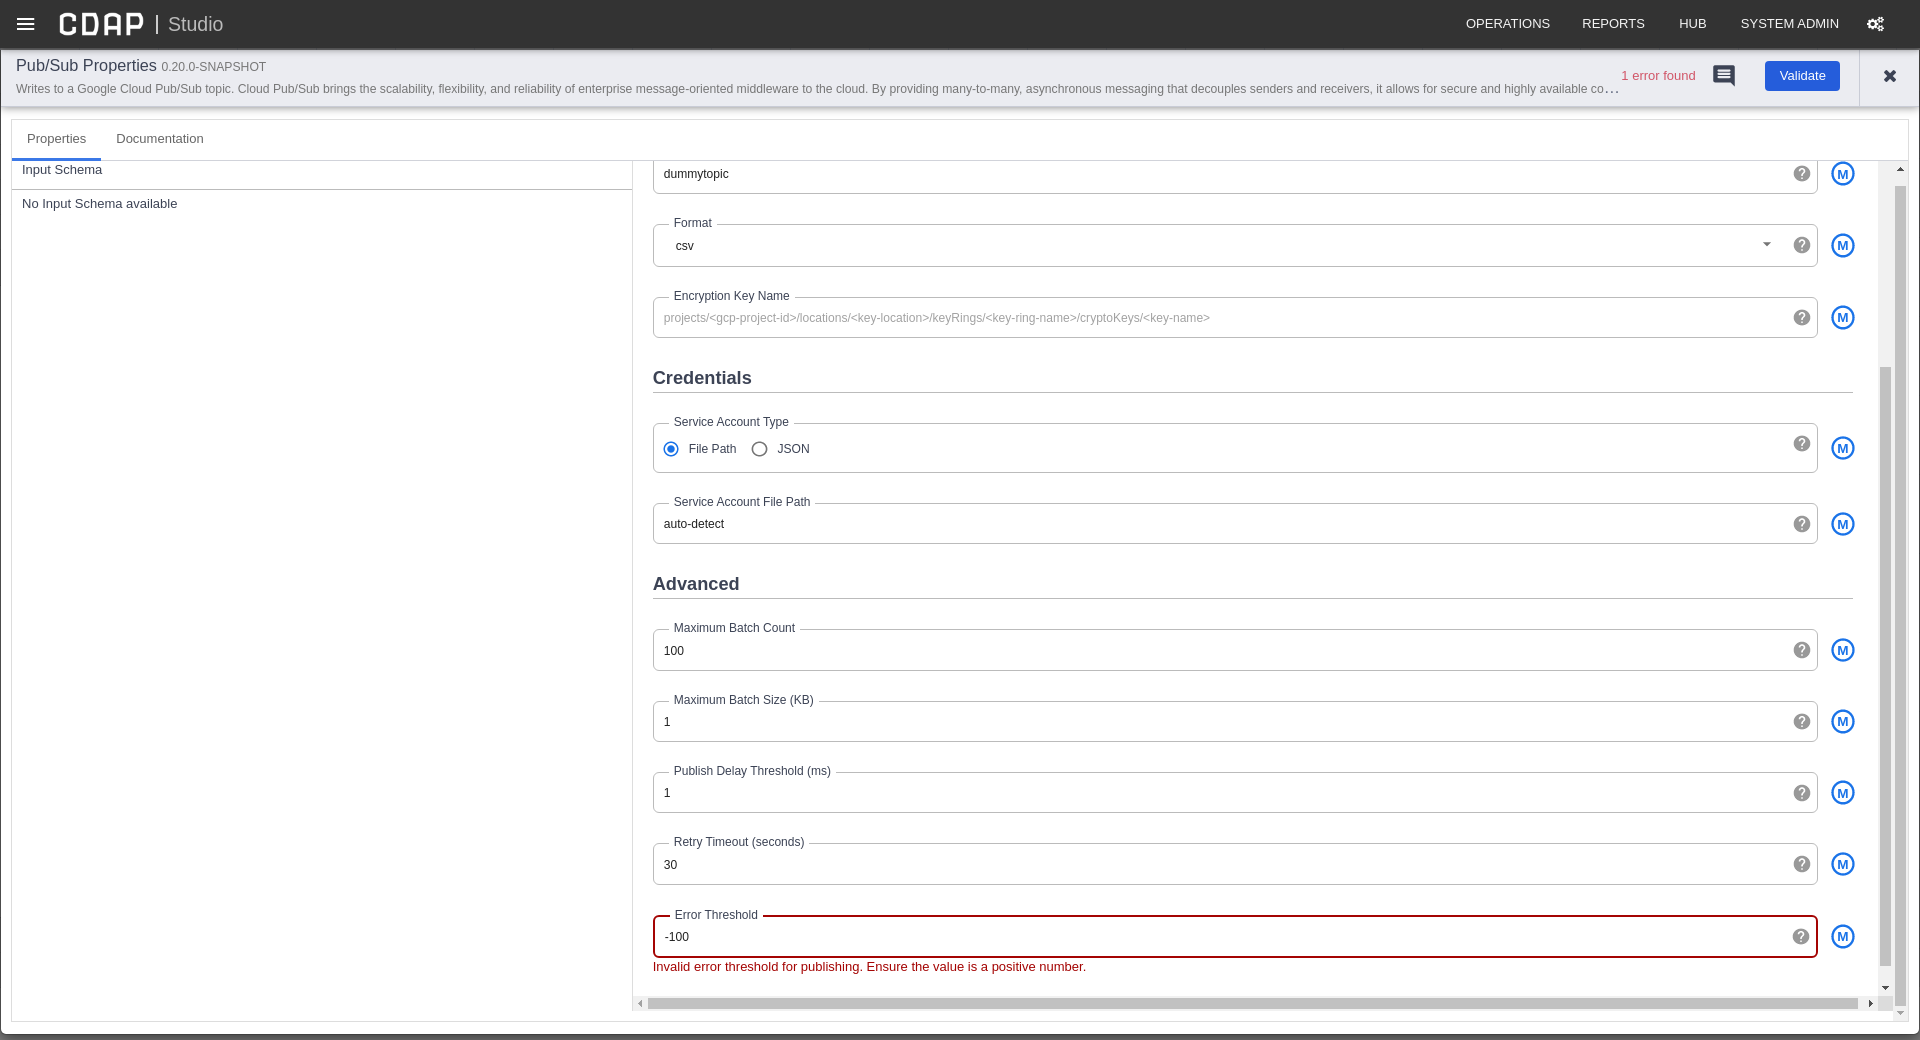 CDAP | Studio
OPERATIONS REPORTS HUB SYSTEM ADMIN
Pub/Sub Properties 0.20.0-SNAPSHOT
Writes to a Google Cloud Pub/Sub topic. Cloud Pub/Sub brings the scalability, flexibility, and reliability of enterprise message-oriented middleware to the cloud. By providing many-to-many, asynchronous messaging that decouples senders and receivers, it allows for secure and highly available co...
1 error found
Validate
Properties Documentation
Input Schema
No Input Schema available
dummytopic
M
Format
csv
M
Encryption Key Name
projects/<gcp-project-id>/locations/<key-location>/keyRings/<key-ring-name>/cryptoKeys/<key-name>
M
Credentials
Service Account Type
File Path JSON
M
Service Account File Path
auto-detect
M
Advanced
Maximum Batch Count
100
M
Maximum Batch Size (KB)
1
M
Publish Delay Threshold (ms)
1
M
Retry Timeout (seconds)
30
M
Error Threshold
-100
M
Invalid error threshold for publishing. Ensure the value is a positive number.